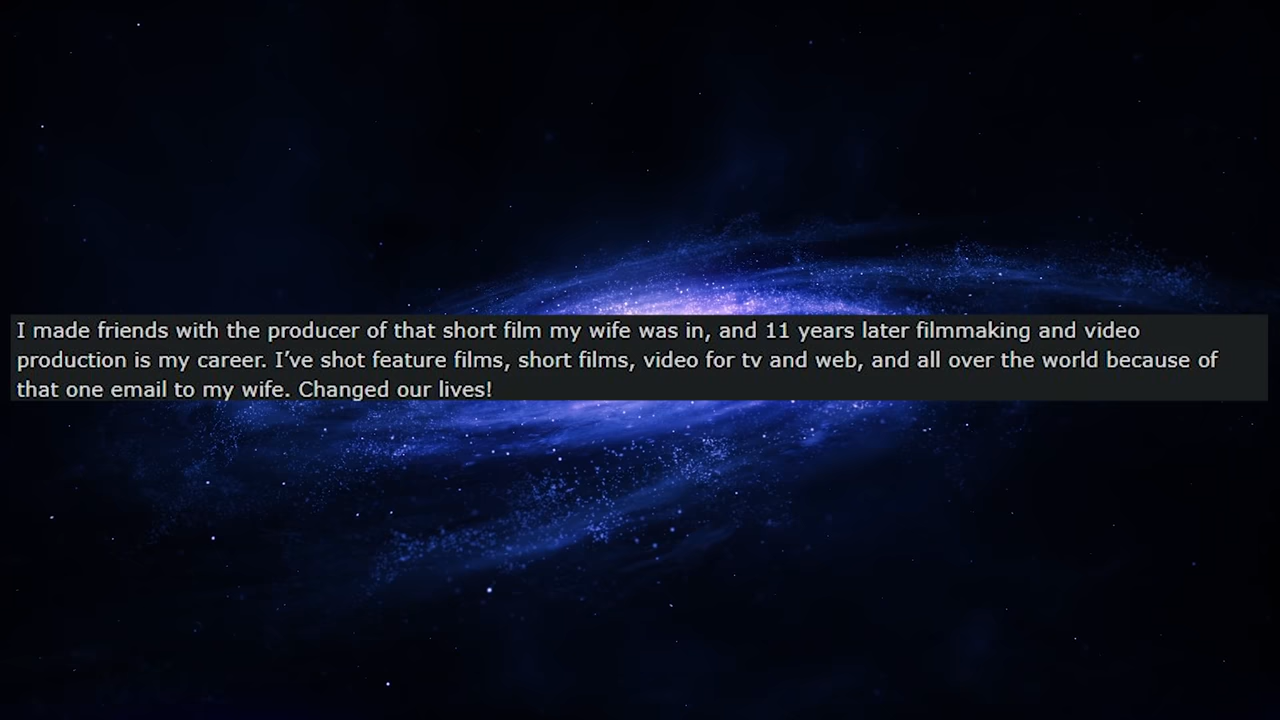 I made friends with the producer of that short film my wife was in, and 11 years later filmmaking and video
production is my career. I’ve shot feature films, short films, video for tv and web, and all over the world because of
that one email to my wife. Changed our lives!